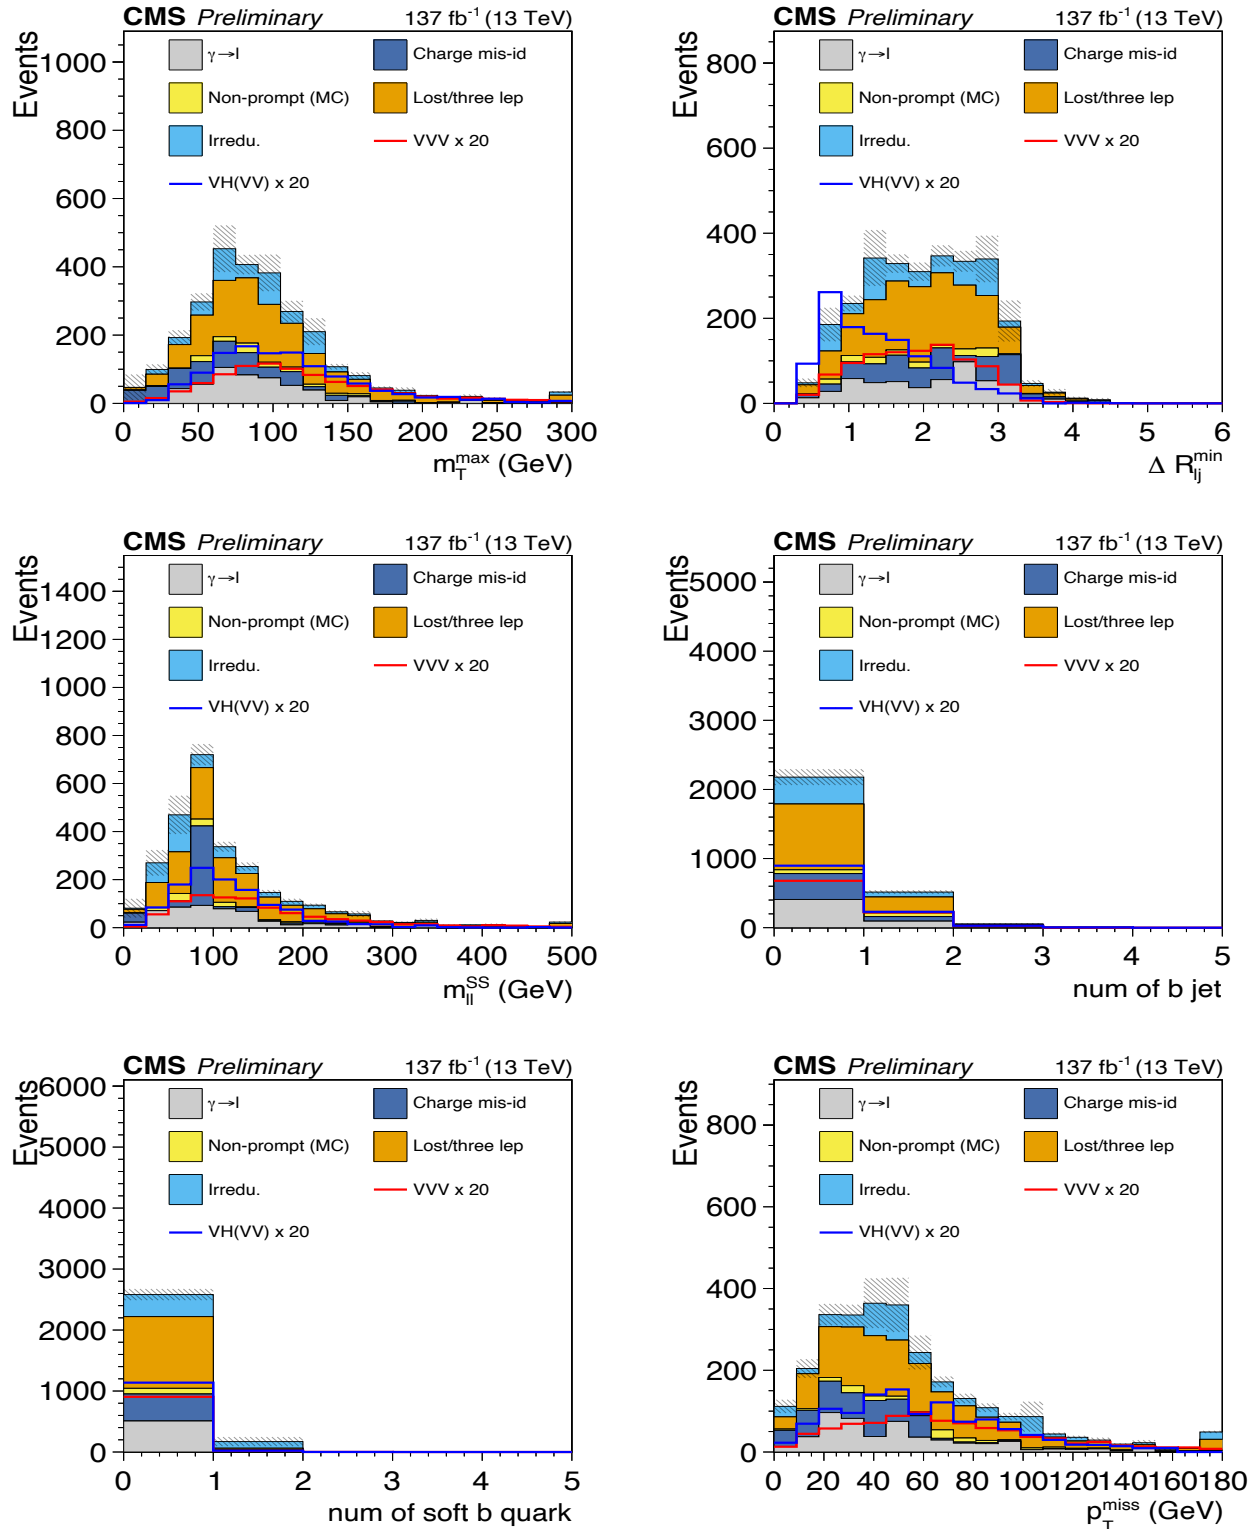 CMS Preliminary 137 fb⁻¹ (13 TeV)
Events
γ→l
Charge mis-id
Non-prompt (MC)
Lost/three lep
Irredu.
VVV x 20
VH(VV) x 20
0 200 400 600 800 1000
0 50 100 150 200 250 300
m_T^max (GeV)
CMS Preliminary 137 fb⁻¹ (13 TeV)
Events
γ→l
Charge mis-id
Non-prompt (MC)
Lost/three lep
Irredu.
VVV x 20
VH(VV) x 20
0 200 400 600 800
0 1 2 3 4 5 6
Δ R_lj^min
CMS Preliminary 137 fb⁻¹ (13 TeV)
Events
γ→l
Charge mis-id
Non-prompt (MC)
Lost/three lep
Irredu.
VVV x 20
VH(VV) x 20
0 200 400 600 800 1000 1200 1400
0 100 200 300 400 500
m_ll^SS (GeV)
CMS Preliminary 137 fb⁻¹ (13 TeV)
Events
γ→l
Charge mis-id
Non-prompt (MC)
Lost/three lep
Irredu.
VVV x 20
VH(VV) x 20
0 1000 2000 3000 4000 5000
0 1 2 3 4 5
num of b jet
CMS Preliminary 137 fb⁻¹ (13 TeV)
Events
γ→l
Charge mis-id
Non-prompt (MC)
Lost/three lep
Irredu.
VVV x 20
VH(VV) x 20
0 1000 2000 3000 4000 5000 6000
0 1 2 3 4 5
num of soft b quark
CMS Preliminary 137 fb⁻¹ (13 TeV)
Events
γ→l
Charge mis-id
Non-prompt (MC)
Lost/three lep
Irredu.
VVV x 20
VH(VV) x 20
0 200 400 600 800
0 20 40 60 80 100 120 140 160 180
p_T^miss (GeV)